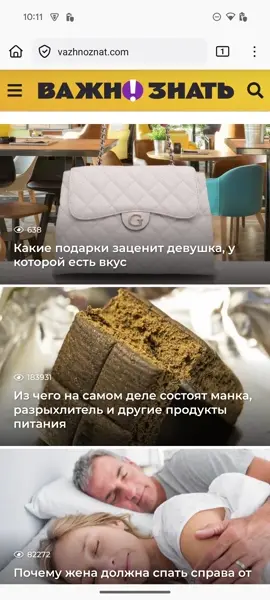 10:11
vazhnoznat.com
1
ВАЖНО! ЗНАТЬ
G
638
Какие подарки заценит девушка, у
которой есть вкус
183931
Из чего на самом деле состоят манка,
разрыхлитель и другие продукты
питания
82272
Почему жена должна спать справа от